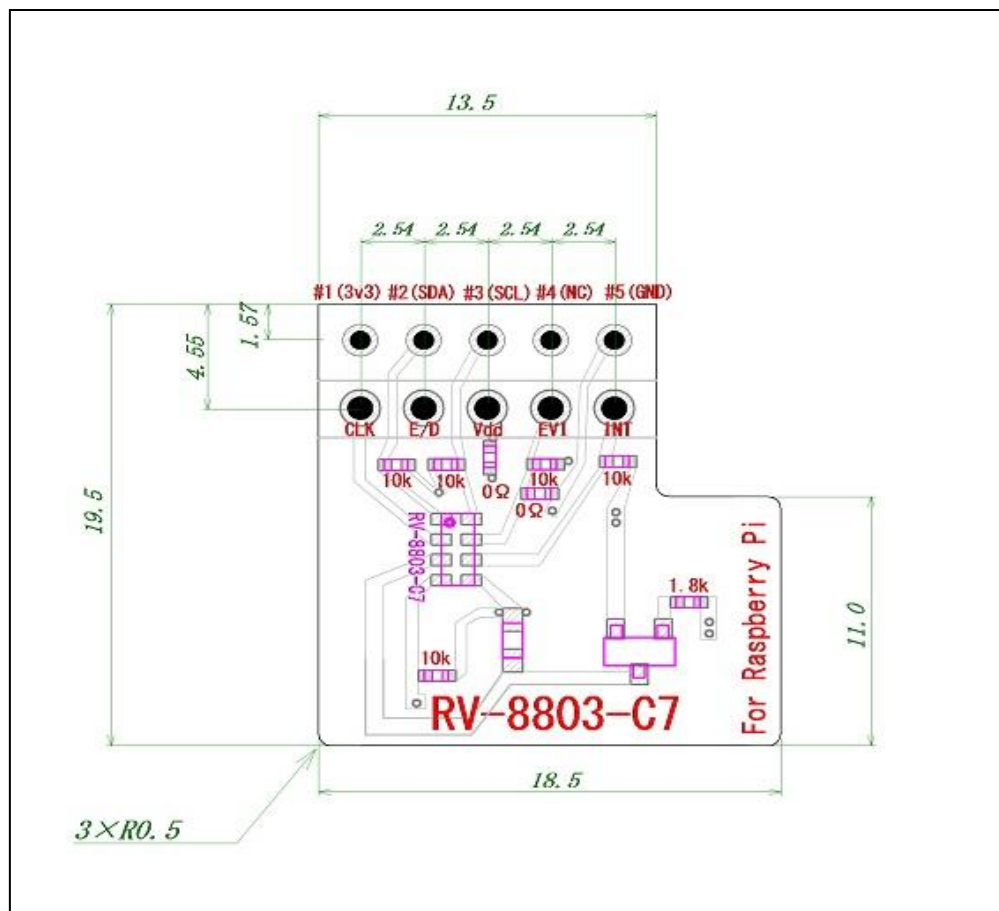 13.5
2.54 2.54 2.54 2.54
#1(3v3) #2(SDA) #3(SCL) #4(NC) #5(GND)
1.57
4.55
CLK E/D Vdd EVI INT
10k 10k 10k 10k
0Ω 0Ω
19.5
RV-8803-C7
1.8k
11.0
10k
For Raspberry Pi
RV-8803-C7
18.5
3×R0.5